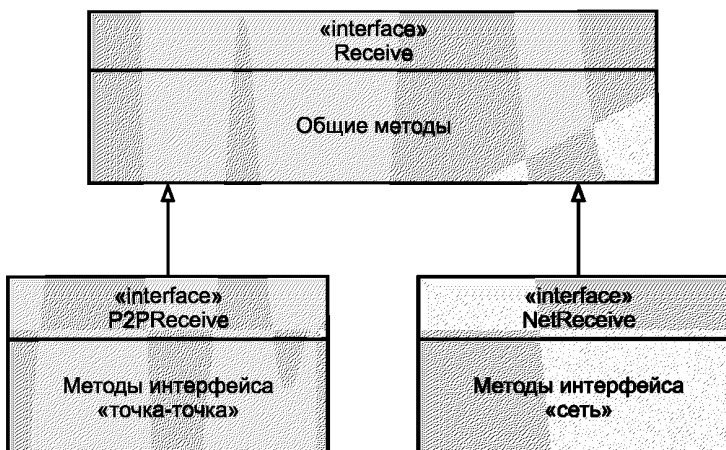 «interface»
Receive
Общие методы
«interface»
P2PReceive
Методы интерфейса
«точка-точка»
«interface»
NetReceive
Методы интерфейса
«сеть»